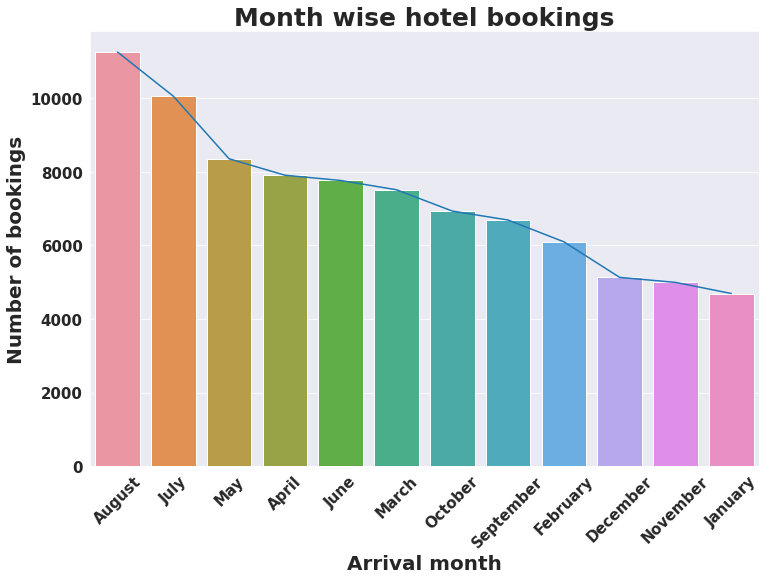 Month wise hotel bookings
Number of bookings
10000
8000
6000
4000
2000
0
August
July
May
April
June
March
October
September
February
December
November
January
Arrival month